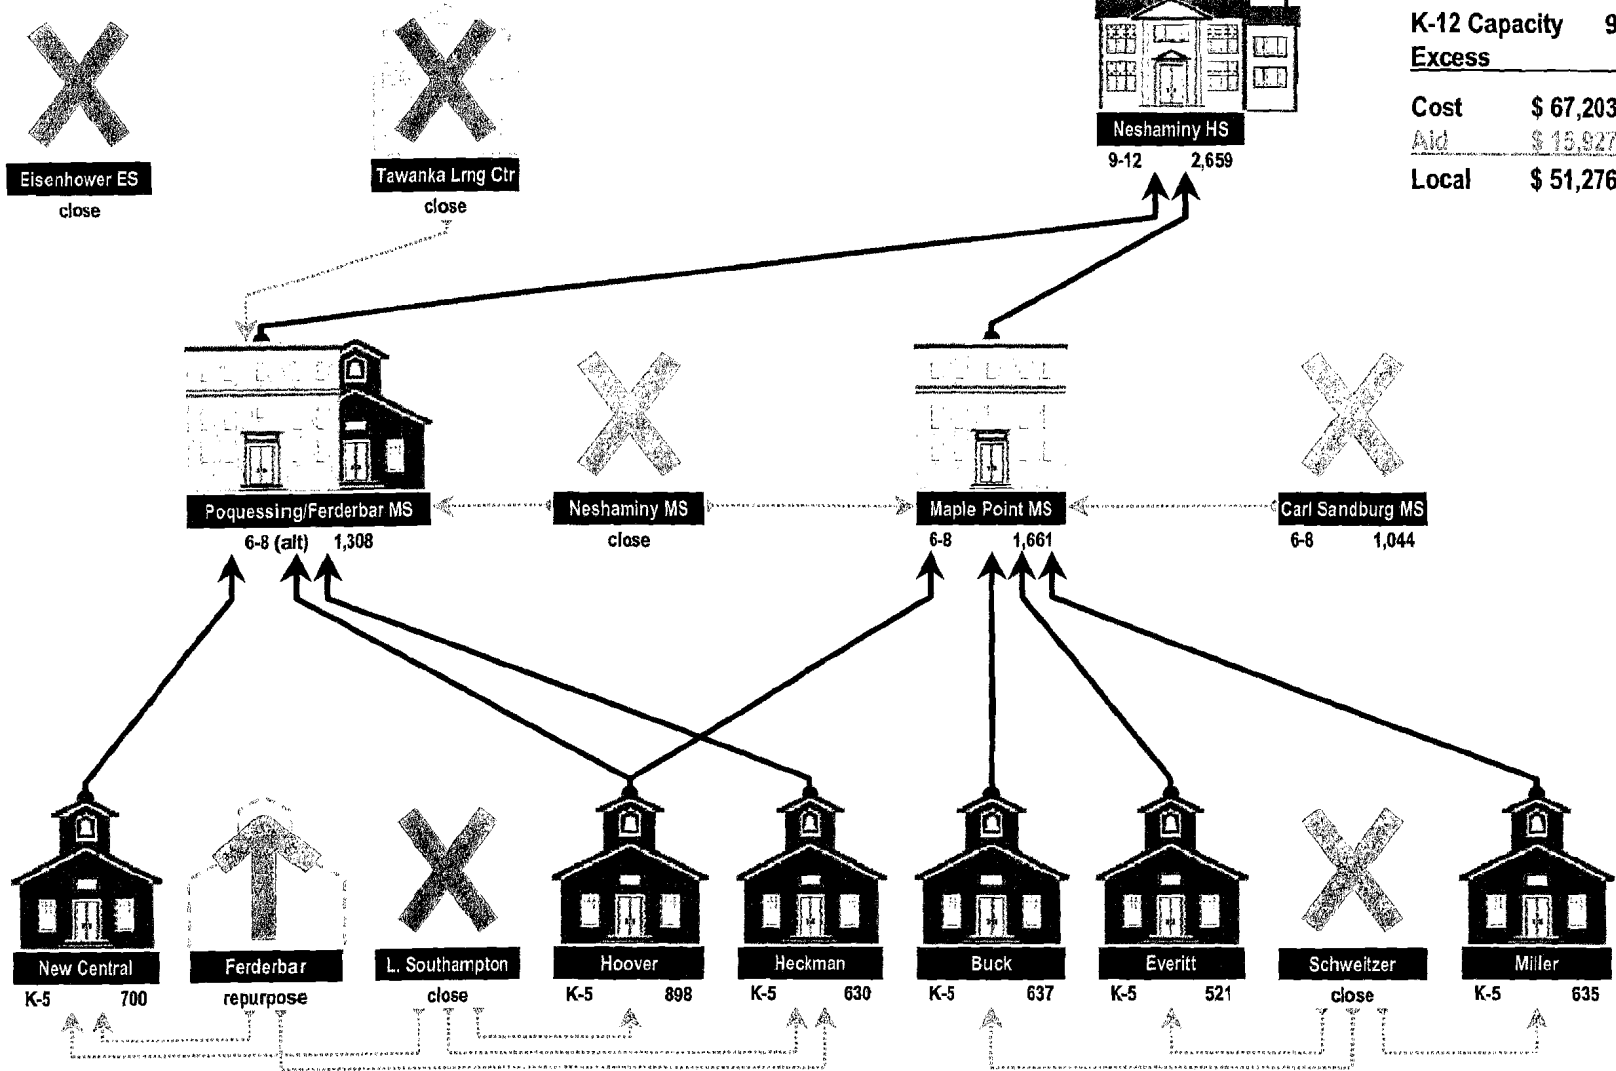 K-12 Capacity 9
Excess
Cost $ 67,203
Aid $ 15,927
Local $ 51,276
Eisenhower ES
close
Tawanka Lrng Ctr
close
Neshaminy HS
9-12 2,659
Poquessing/Ferderbar MS
6-8 (alt) 1,308
Neshaminy MS
close
Maple Point MS
6-8 1,661
Carl Sandburg MS
6-8 1,044
New Central
K-5 700
Ferderbar
repurpose
L. Southampton
close
Hoover
K-5 898
Heckman
K-5 630
Buck
K-5 637
Everitt
K-5 521
Schweitzer
close
Miller
K-5 635